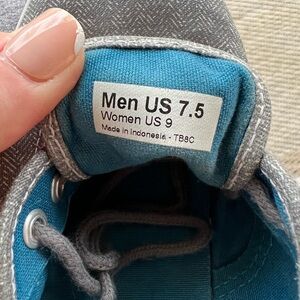 Men US 7.5
Women US 9
Made in Indonesia - TB8C